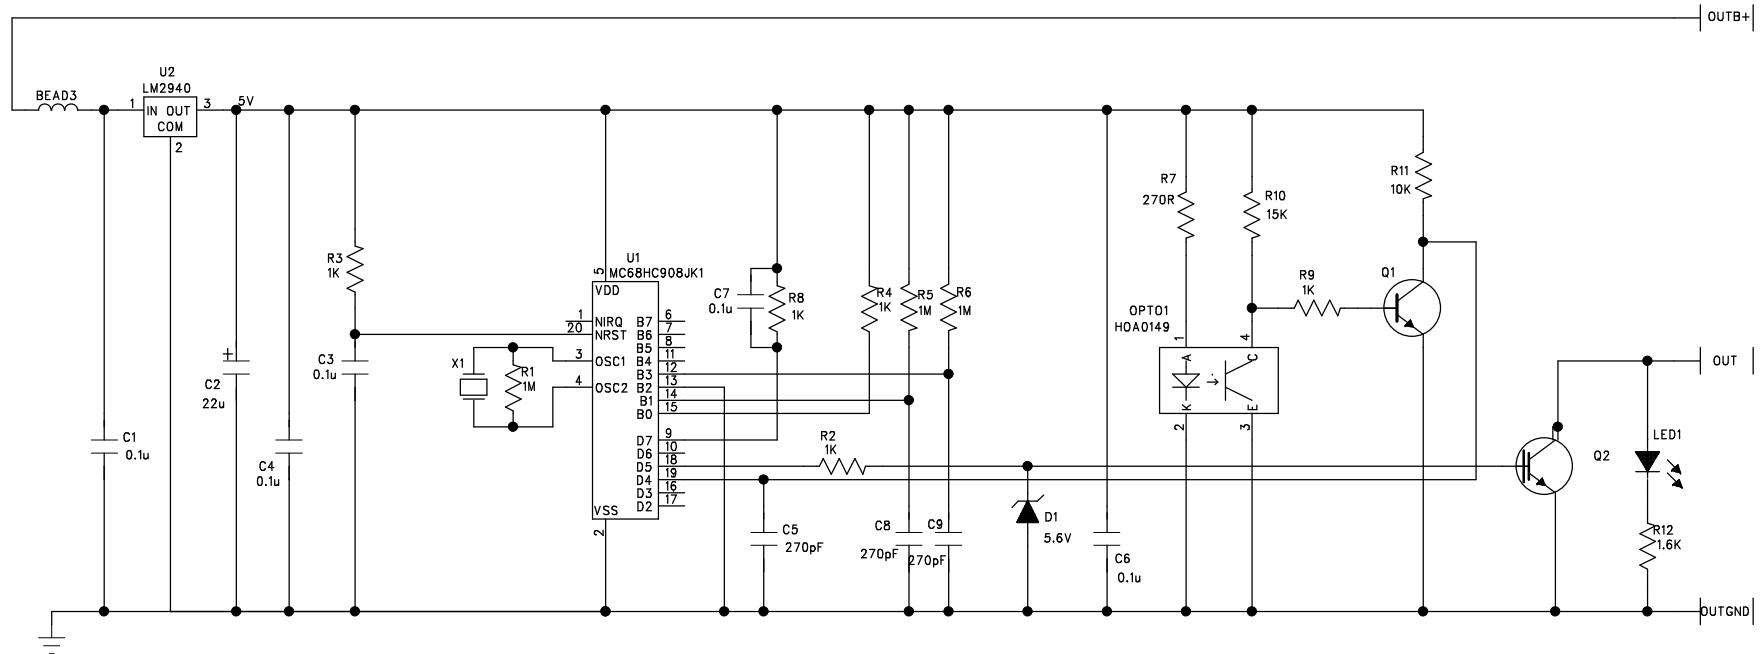 OUTB+
BEAD3
U2
LM2940
1
IN OUT
COM
3
2
5V
R3
1K
C1
0.1u
C2
22u
+
C4
0.1u
C3
0.1u
X1
R1
1M
U1
MC68HC908JK1
5
VDD
1
NIRQ
20
NRST
3
OSC1
4
OSC2
VSS
2
B7
6
B6
7
B5
8
B4
11
B3
12
B2
13
B1
14
B0
15
D7
9
D6
10
D5
18
D4
19
D3
16
D2
17
C7
0.1u
R8
1K
R4
1K
R5
1M
R6
1M
R2
1K
C5
270pF
C8
270pF
C9
270pF
D1
5.6V
C6
0.1u
R7
270R
R10
15K
OPTO1
HOA0149
1
A
K
2
4
C
E
3
R9
1K
Q1
R11
10K
Q2
OUT
LED1
R12
1.6K
OUTGND